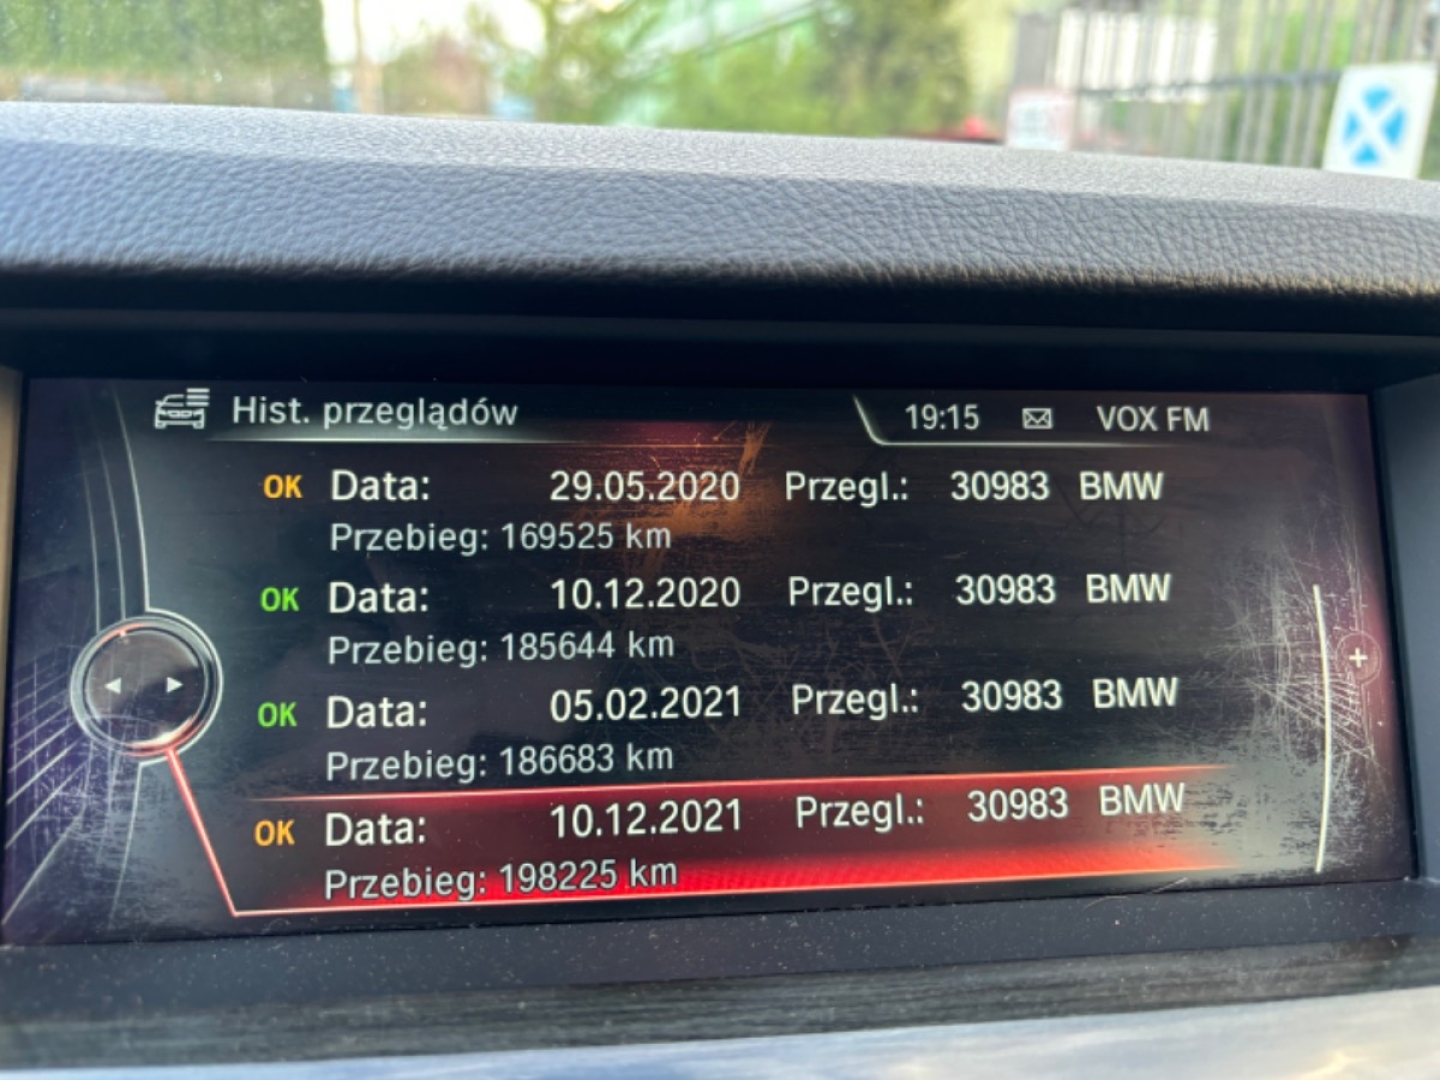 Hist. przeglądów 19:15 VOX FM
OK Data: 29.05.2020 Przegl.: 30983 BMW
Przebieg: 169525 km
OK Data: 10.12.2020 Przegl.: 30983 BMW
Przebieg: 185644 km
OK Data: 05.02.2021 Przegl.: 30983 BMW
Przebieg: 186683 km
OK Data: 10.12.2021 Przegl.: 30983 BMW
Przebieg: 198225 km